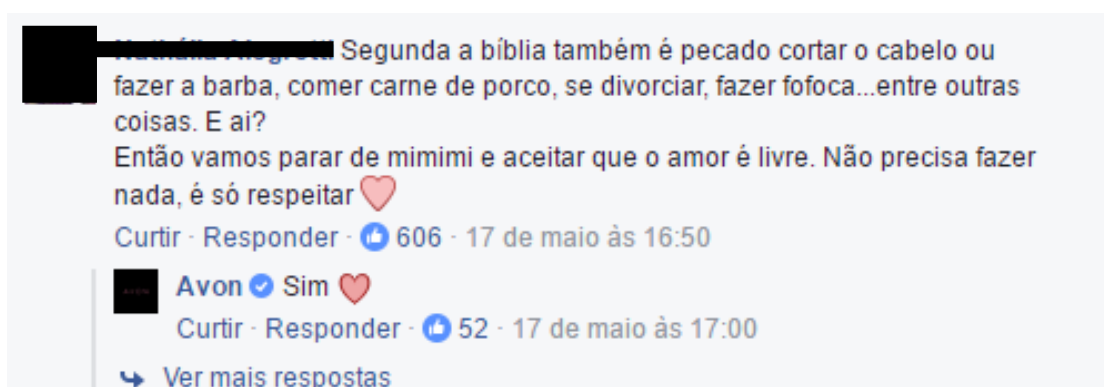 Segunda a bíblia também é pecado cortar o cabelo ou
fazer a barba, comer carne de porco, se divorciar, fazer fofoca...entre outras
coisas. E ai?
Então vamos parar de mimimi e aceitar que o amor é livre. Não precisa fazer
nada, é só respeitar
Curtir · Responder · 606 · 17 de maio às 16:50
Avon Sim
Curtir · Responder · 52 · 17 de maio às 17:00
Ver mais respostas